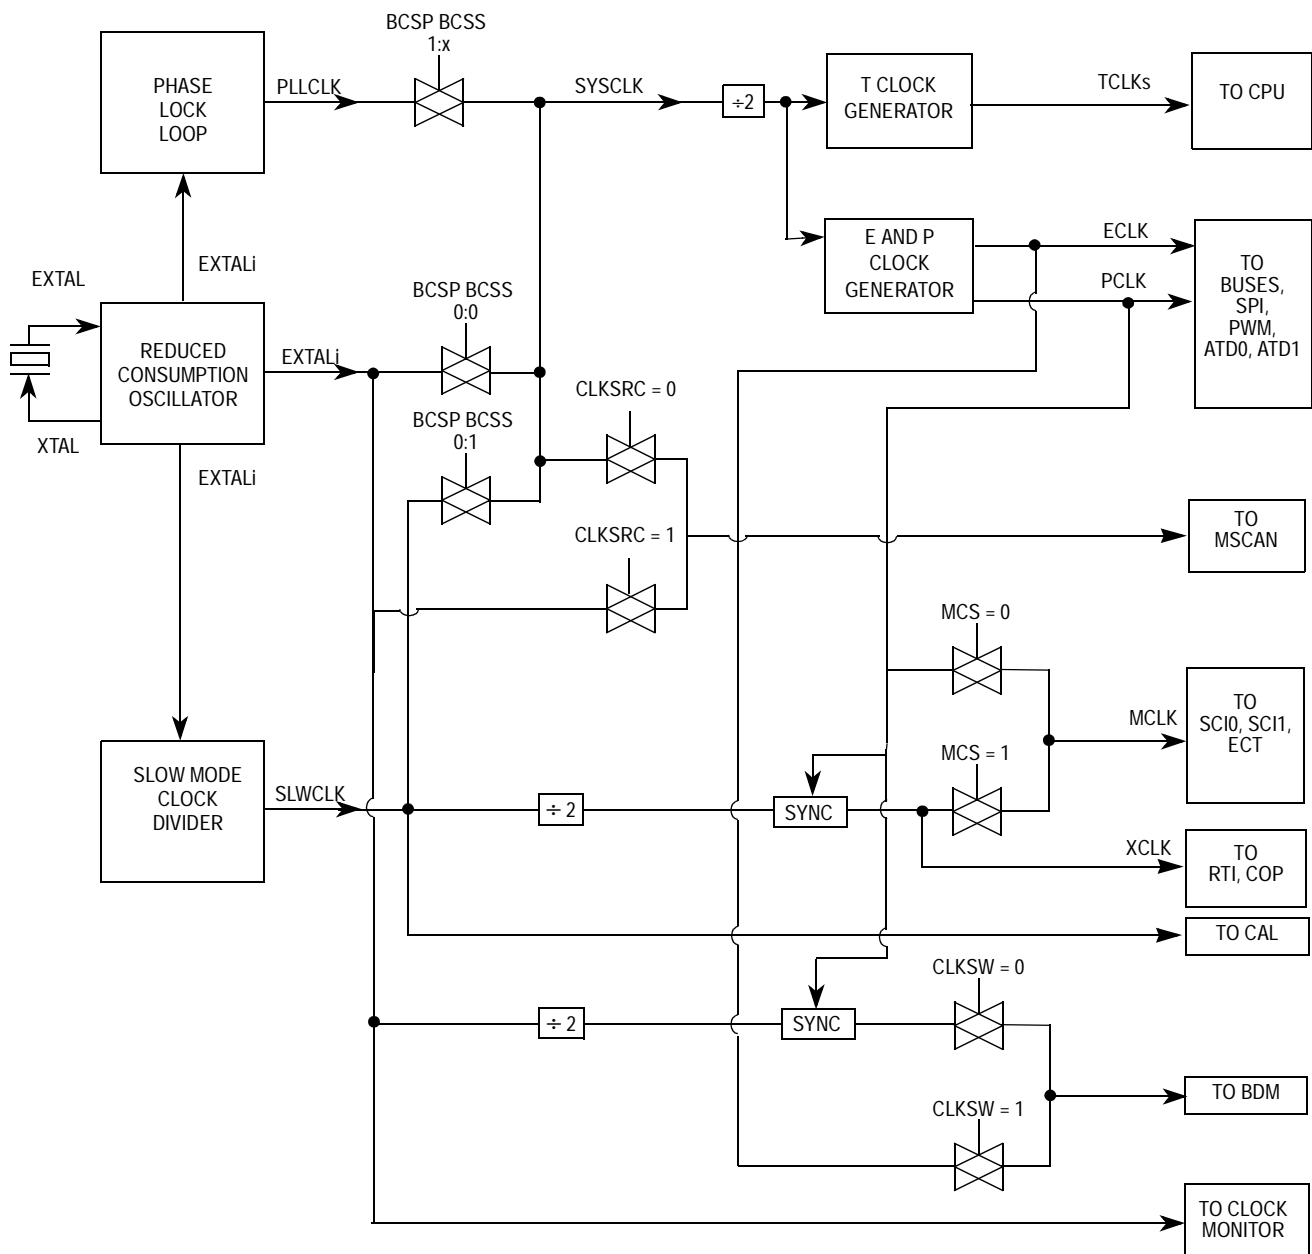 BCSP BCSS
1:x
PHASE
LOCK
LOOP
PLLCLK
SYSCLK
÷2
T CLOCK
GENERATOR
TCLKs
TO CPU
EXTALi
E AND P
CLOCK
GENERATOR
ECLK
PCLK
TO
BUSES,
SPI,
PWM,
ATD0, ATD1
EXTAL
XTAL
REDUCED
CONSUMPTION
OSCILLATOR
EXTALi
BCSP BCSS
0:0
BCSP BCSS
0:1
CLKSRC = 0
EXTALi
CLKSRC = 1
TO
MSCAN
MCS = 0
MCS = 1
MCLK
TO
SCI0, SCI1,
ECT
SLOW MODE
CLOCK
DIVIDER
SLWCLK
÷ 2
SYNC
XCLK
TO
RTI, COP
TO CAL
÷ 2
SYNC
CLKSW = 0
CLKSW = 1
TO BDM
TO CLOCK
MONITOR